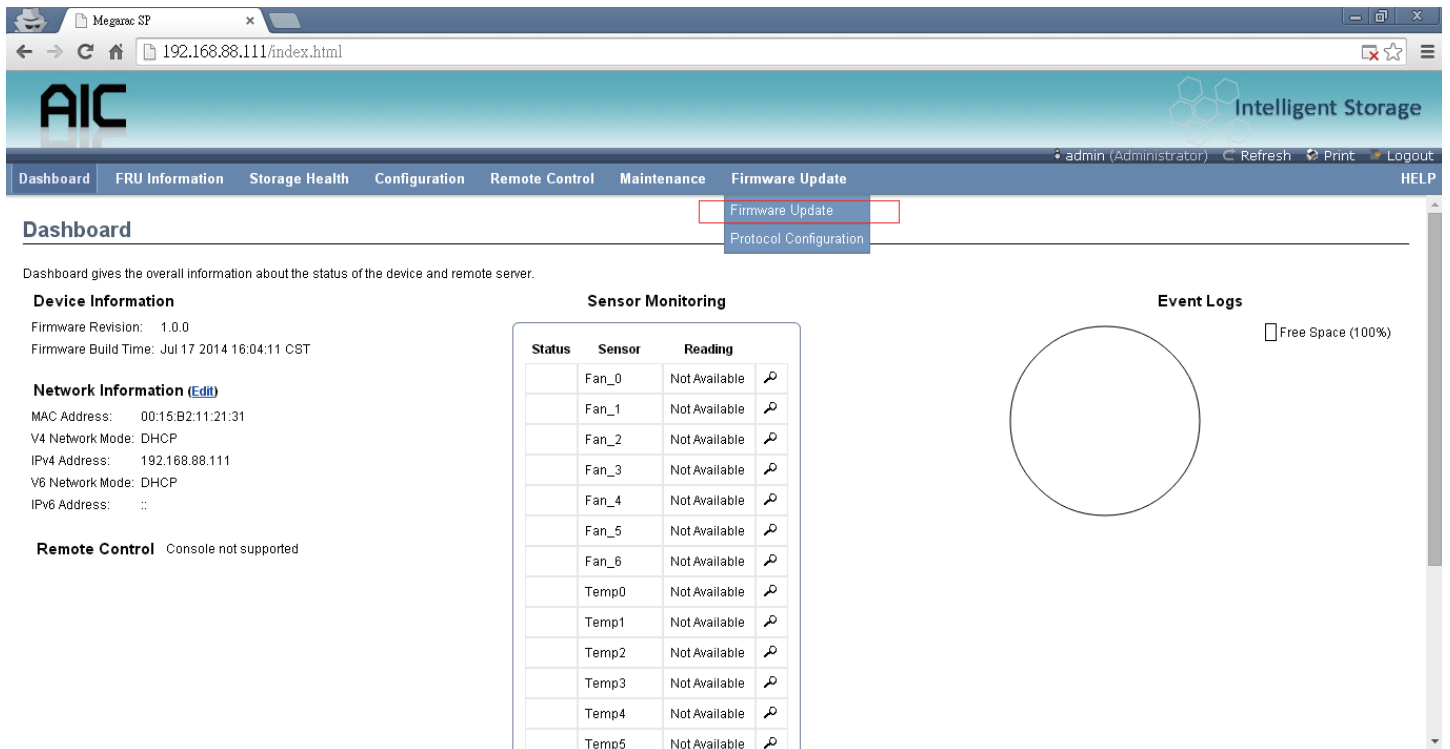 Megarac SP
192.168.88.111/index.html
AIC
Intelligent Storage
admin (Administrator) Refresh Print Logout
Dashboard FRU Information Storage Health Configuration Remote Control Maintenance Firmware Update HELP
Firmware Update
Protocol Configuration
Dashboard
Dashboard gives the overall information about the status of the device and remote server.
Device Information
Firmware Revision: 1.0.0
Firmware Build Time: Jul 17 2014 16:04:11 CST
Network Information (Edit)
MAC Address: 00:15:B2:11:21:31
V4 Network Mode: DHCP
IPv4 Address: 192.168.88.111
V6 Network Mode: DHCP
IPv6 Address: ::
Remote Control Console not supported
Sensor Monitoring
Status Sensor Reading
Fan_0 Not Available
Fan_1 Not Available
Fan_2 Not Available
Fan_3 Not Available
Fan_4 Not Available
Fan_5 Not Available
Fan_6 Not Available
Temp0 Not Available
Temp1 Not Available
Temp2 Not Available
Temp3 Not Available
Temp4 Not Available
Temp5 Not Available
Event Logs
Free Space (100%)